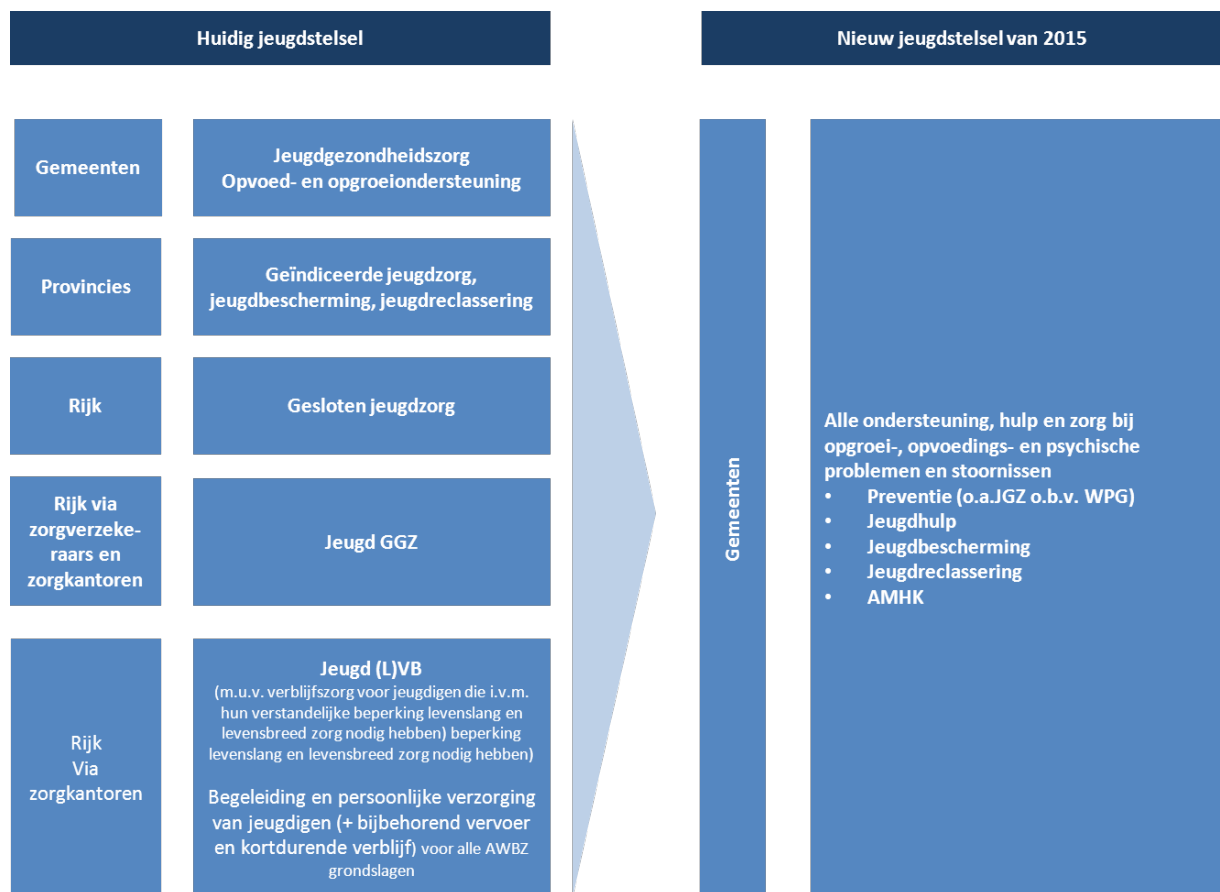 Huidig jeugdstelsel
Nieuw jeugdstelsel van 2015
Gemeenten
Jeugdgezondheidszorg
Opvoed- en opgroeiondersteuning
Provincies
Geïndiceerde jeugdzorg,
jeugdbescherming, jeugdreclassering
Rijk
Gesloten jeugdzorg
Rijk via
zorgverzeke-
raars en
zorgkantoren
Jeugd GGZ
Rijk
Via
zorgkantoren
Jeugd (L)VB
(m.u.v. verblijfszorg voor jeugdigen die i.v.m.
hun verstandelijke beperking levenslang en
levensbreed zorg nodig hebben) beperking
levenslang en levensbreed zorg nodig hebben)
Begeleiding en persoonlijke verzorging
van jeugdigen (+ bijbehorend vervoer
en kortdurende verblijf) voor alle AWBZ
grondslagen
Gemeenten
Alle ondersteuning, hulp en zorg bij
opgroei-, opvoedings- en psychische
problemen en stoornissen
• Preventie (o.a.JGZ o.b.v. WPG)
• Jeugdhulp
• Jeugdbescherming
• Jeugdreclassering
• AMHK